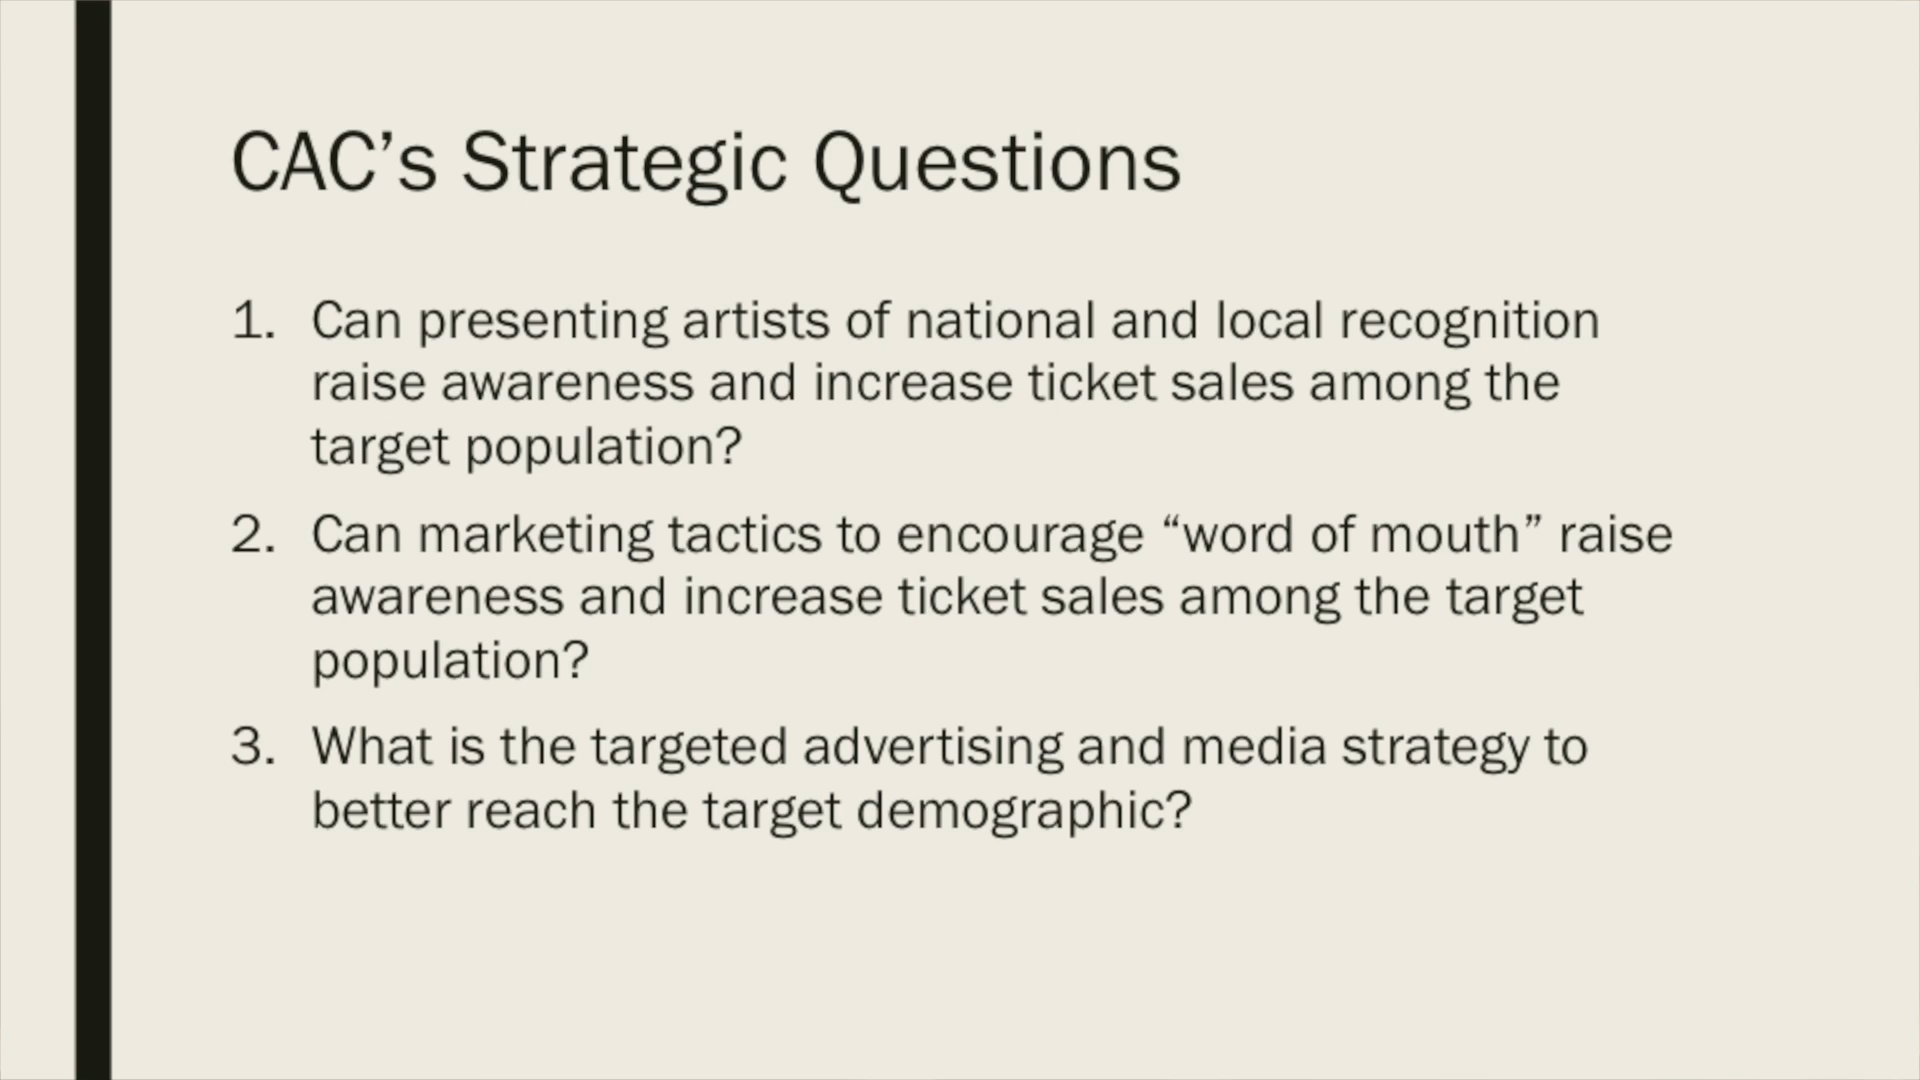 CAC’s Strategic Questions
1. Can presenting artists of national and local recognition
raise awareness and increase ticket sales among the
target population?
2. Can marketing tactics to encourage “word of mouth” raise
awareness and increase ticket sales among the target
population?
3. What is the targeted advertising and media strategy to
better reach the target demographic?